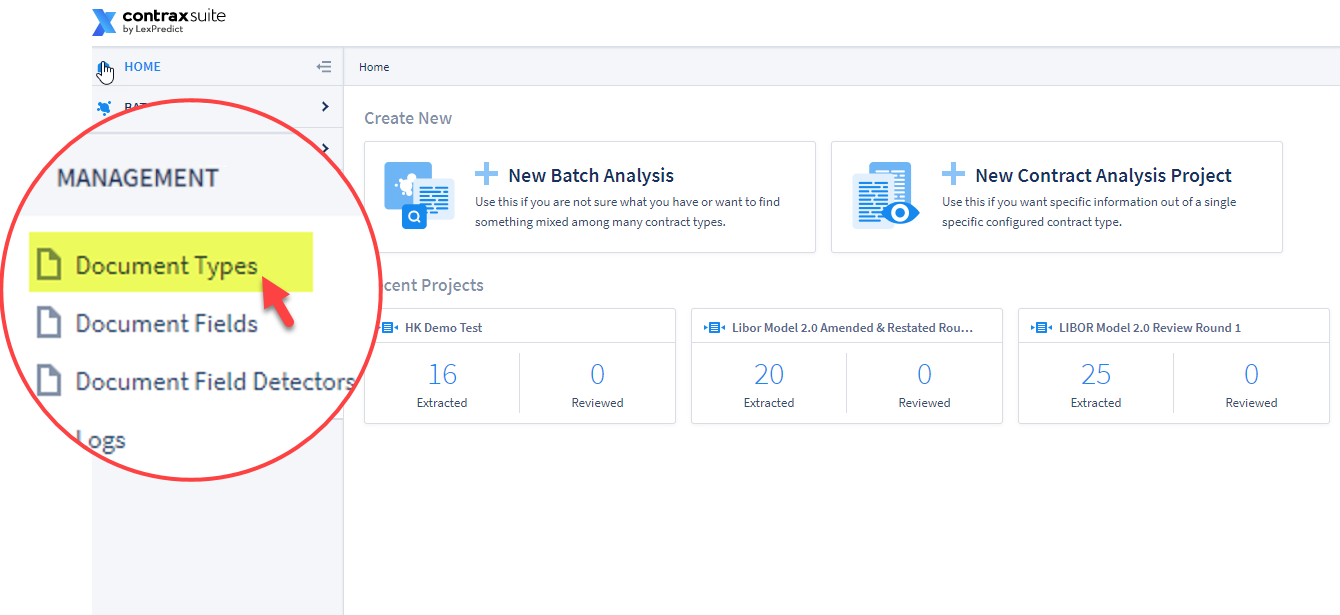 contraxsuite
by LexPredict
HOME
Home
MANAGEMENT
Document Types
Document Fields
Document Field Detectors
Logs
Create New
New Batch Analysis
Use this if you are not sure what you have or want to find
something mixed among many contract types.
New Contract Analysis Project
Use this if you want specific information out of a single
specific configured contract type.
cent Projects
HK Demo Test
16
Extracted
0
Reviewed
Libor Model 2.0 Amended & Restated Rou...
20
Extracted
0
Reviewed
LIBOR Model 2.0 Review Round 1
25
Extracted
0
Reviewed